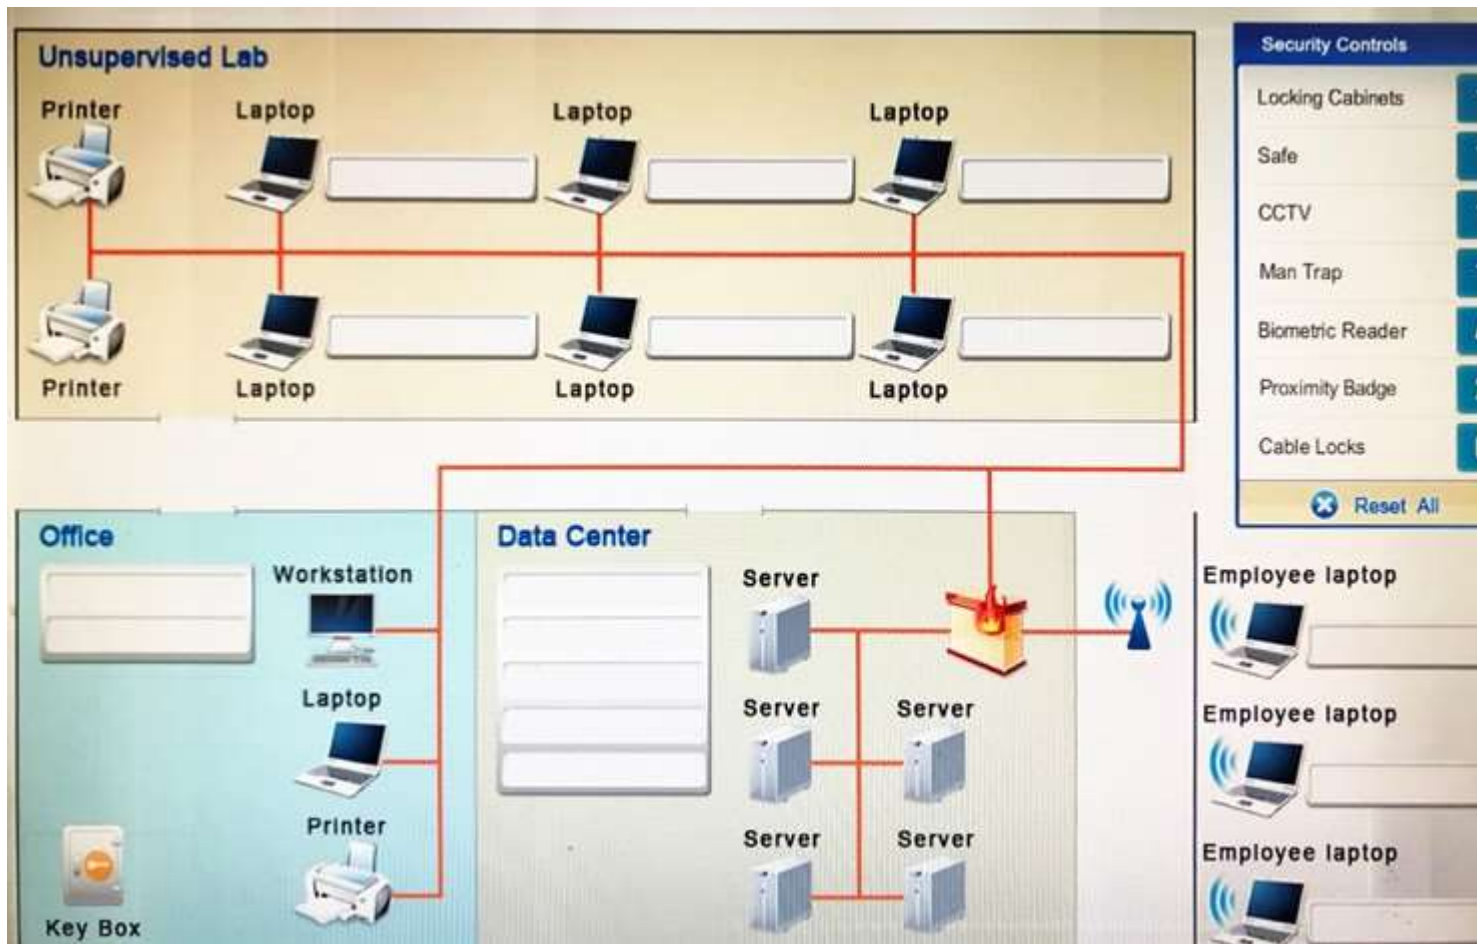 Unsupervised Lab
Printer
Laptop
Laptop
Laptop
Printer
Laptop
Laptop
Laptop
Security Controls
Locking Cabinets
Safe
CCTV
Man Trap
Biometric Reader
Proximity Badge
Cable Locks
Reset All
Office
Workstation
Laptop
Printer
Key Box
Data Center
Server
Server
Server
Server
Server
Employee laptop
Employee laptop
Employee laptop